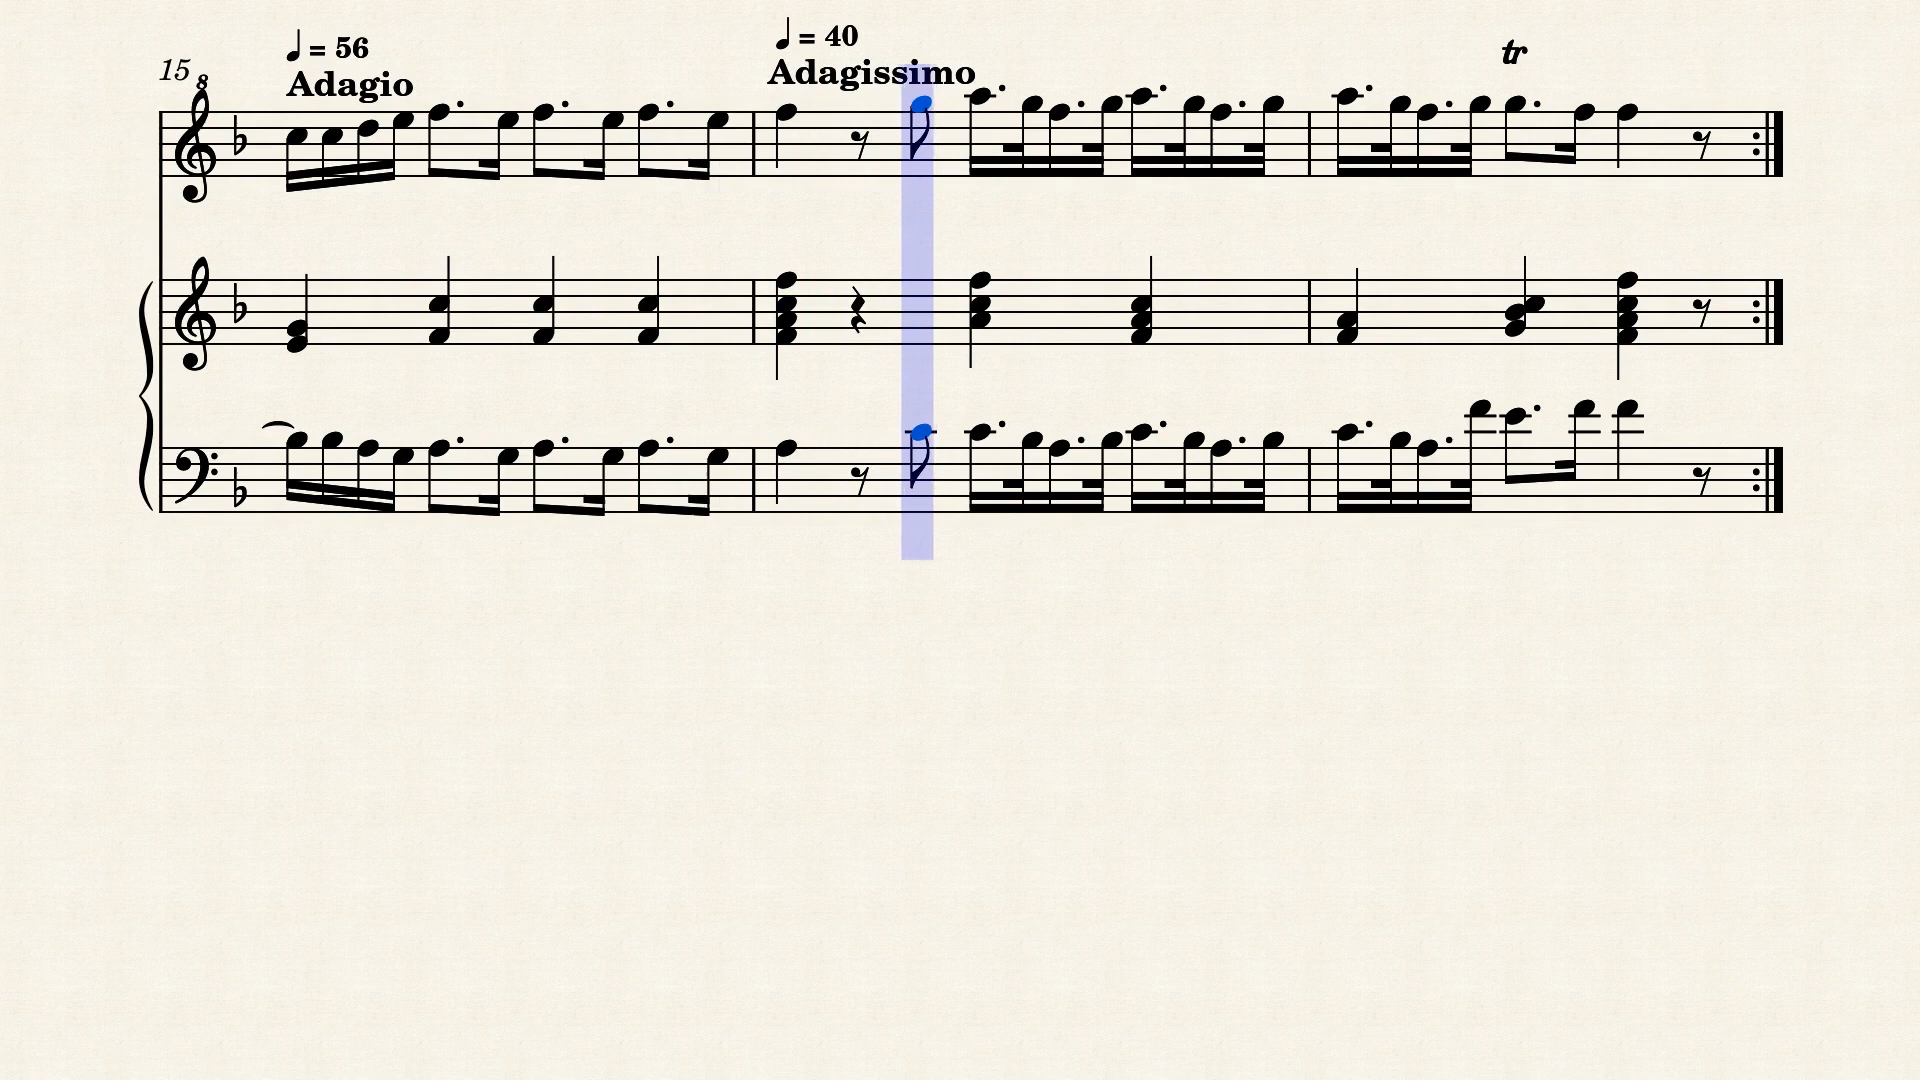 ♩ = 56
♩ = 40
Adagio
Adagissimo
15
8
tr